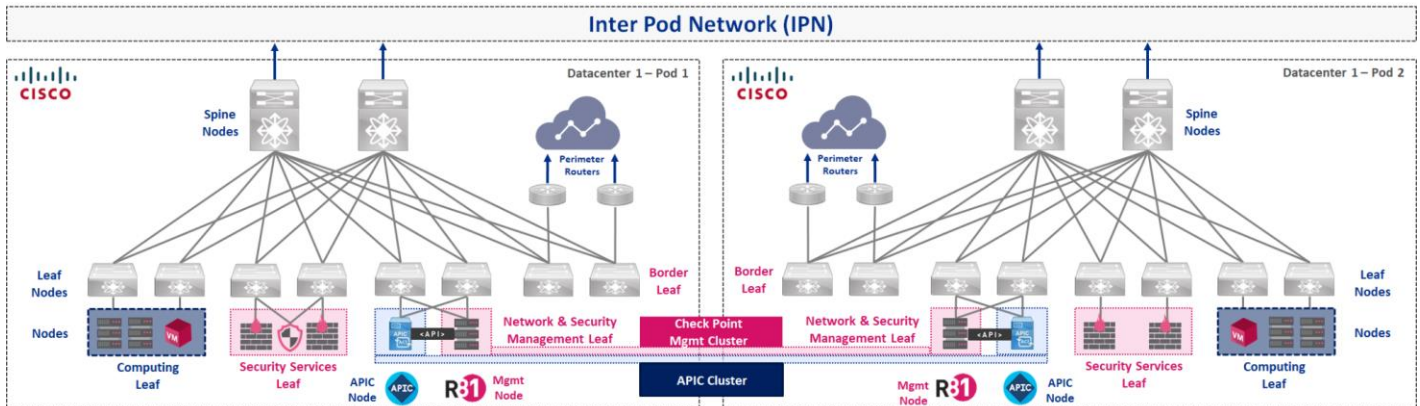 Inter Pod Network (IPN)
CISCO
Datacenter 1 – Pod 1
Spine
Nodes
Perimeter
Routers
Leaf
Nodes
Border
Leaf
Nodes
VM
APIC
<API>
Network & Security
Management Leaf
Computing
Leaf
Security Services
Leaf
APIC
Node
APIC
R81
Mgmt
Node
Check Point
Mgmt Cluster
APIC Cluster
CISCO
Datacenter 1 – Pod 2
Spine
Nodes
Perimeter
Routers
Border
Leaf
Leaf
Nodes
Network & Security
Management Leaf
<API>
APIC
VM
Nodes
Mgmt
Node
R81
APIC
APIC
Node
Security Services
Leaf
Computing
Leaf